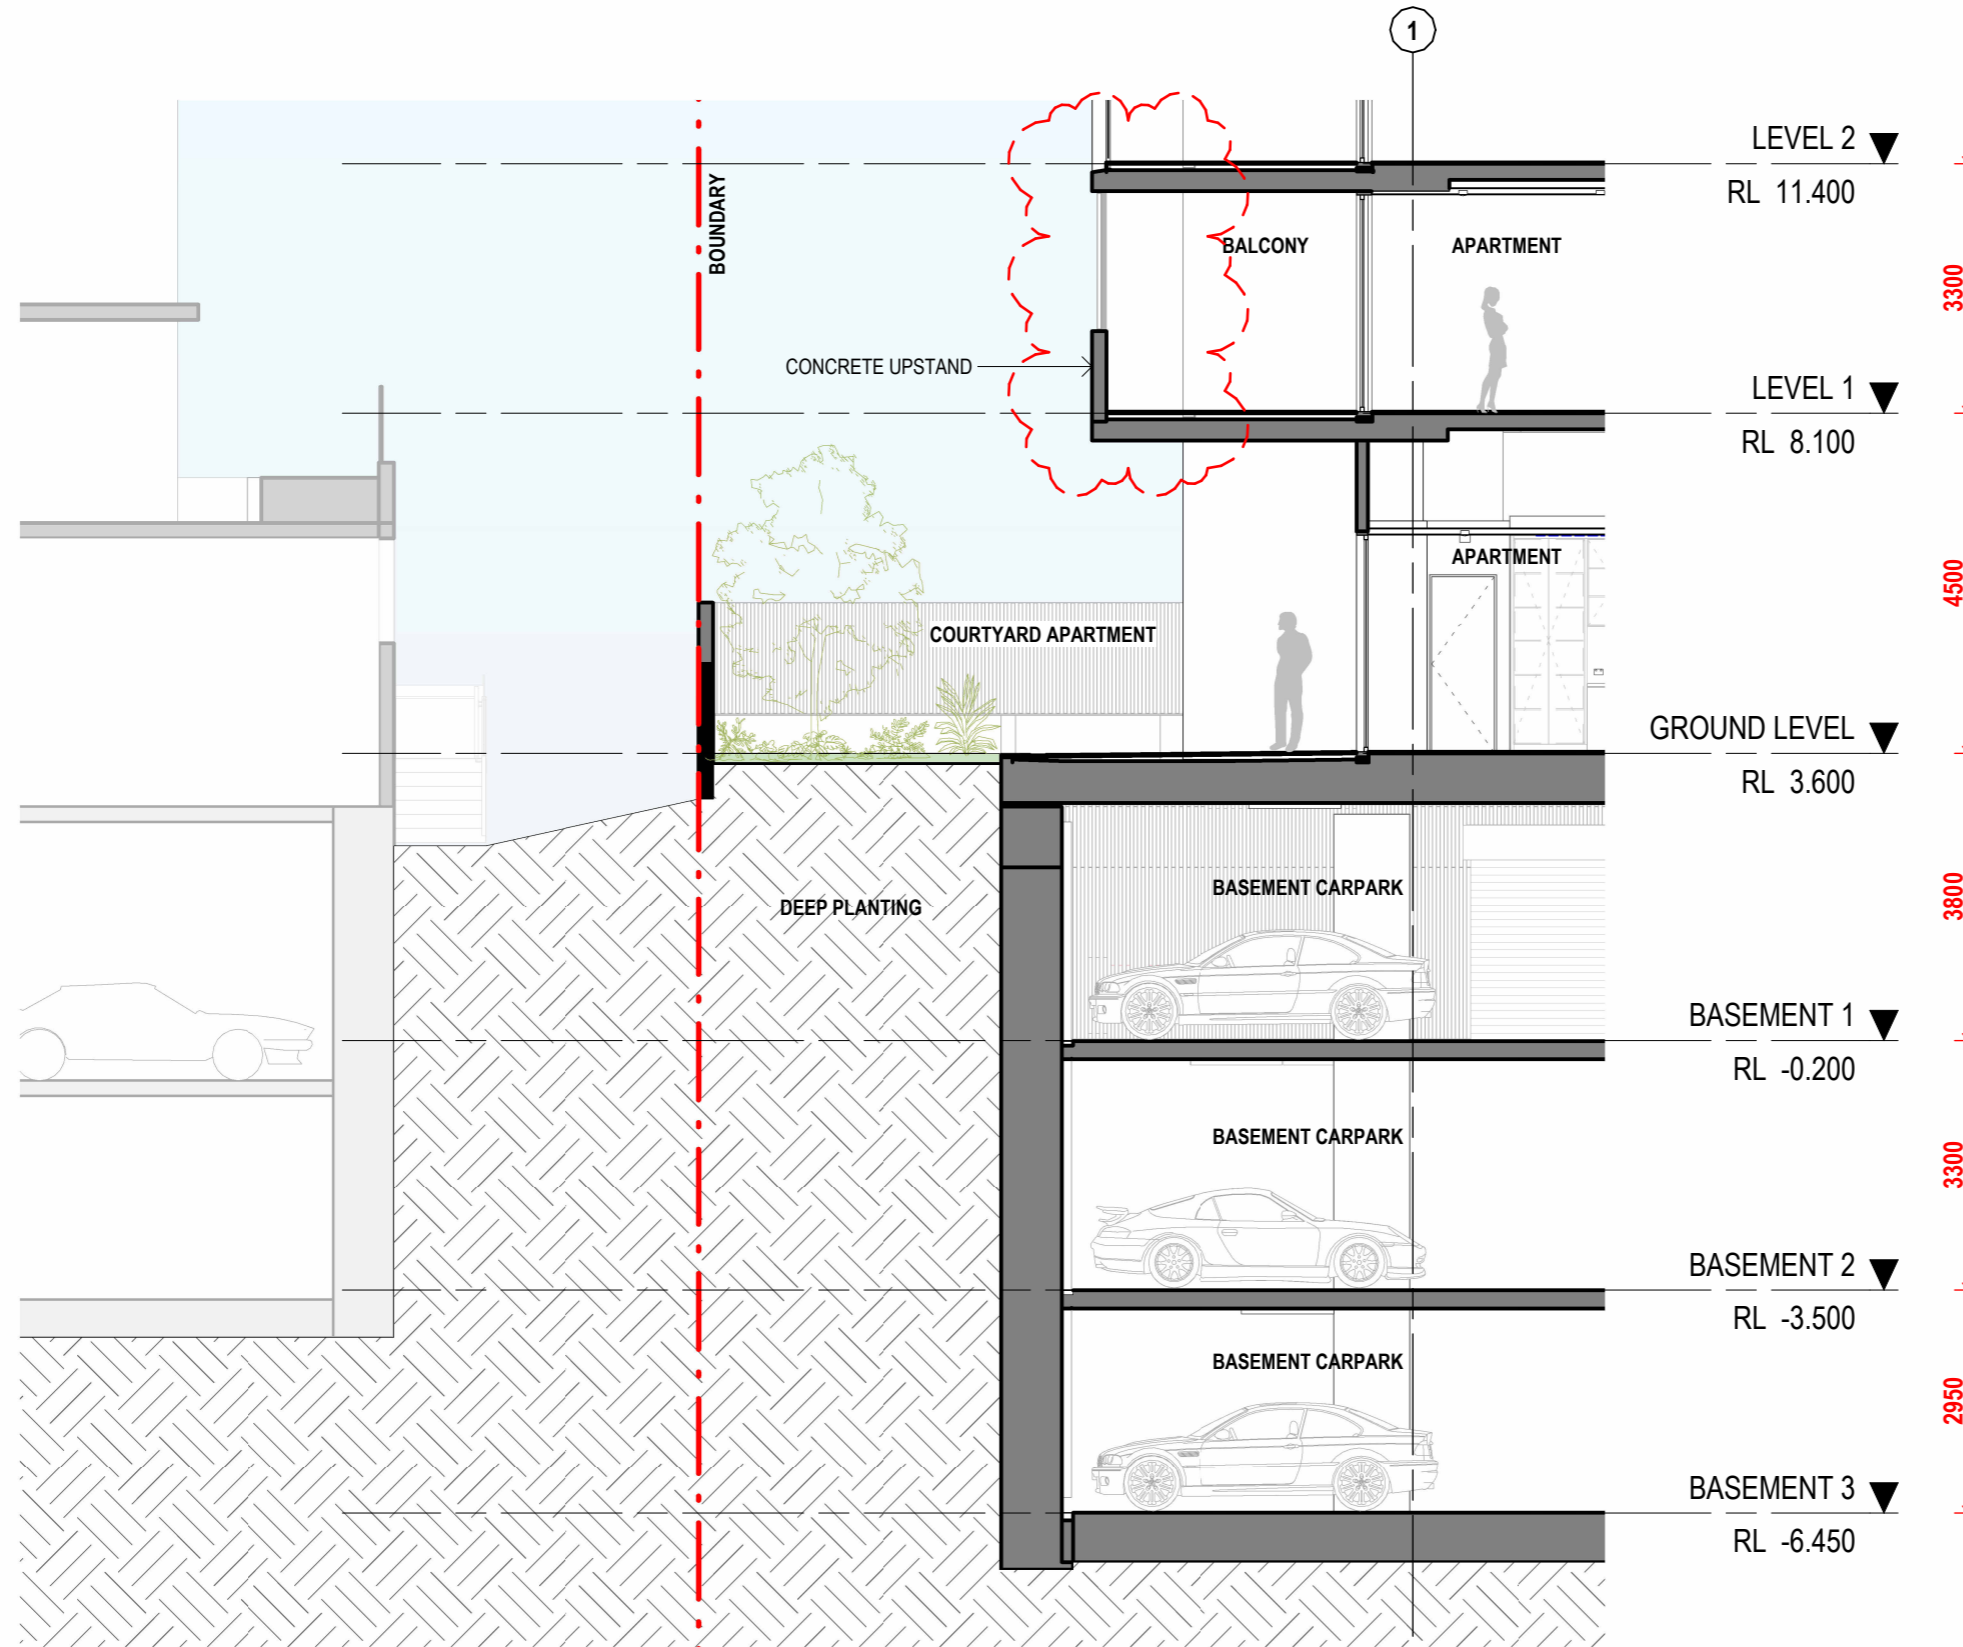 1
LEVEL 2
RL 11.400
BOUNDARY
BALCONY
APARTMENT
3300
CONCRETE UPSTAND
LEVEL 1
RL 8.100
APARTMENT
4500
COURTYARD APARTMENT
GROUND LEVEL
RL 3.600
BASEMENT CARPARK
DEEP PLANTING
3800
BASEMENT 1
RL -0.200
BASEMENT CARPARK
3300
BASEMENT 2
RL -3.500
BASEMENT CARPARK
2950
BASEMENT 3
RL -6.450